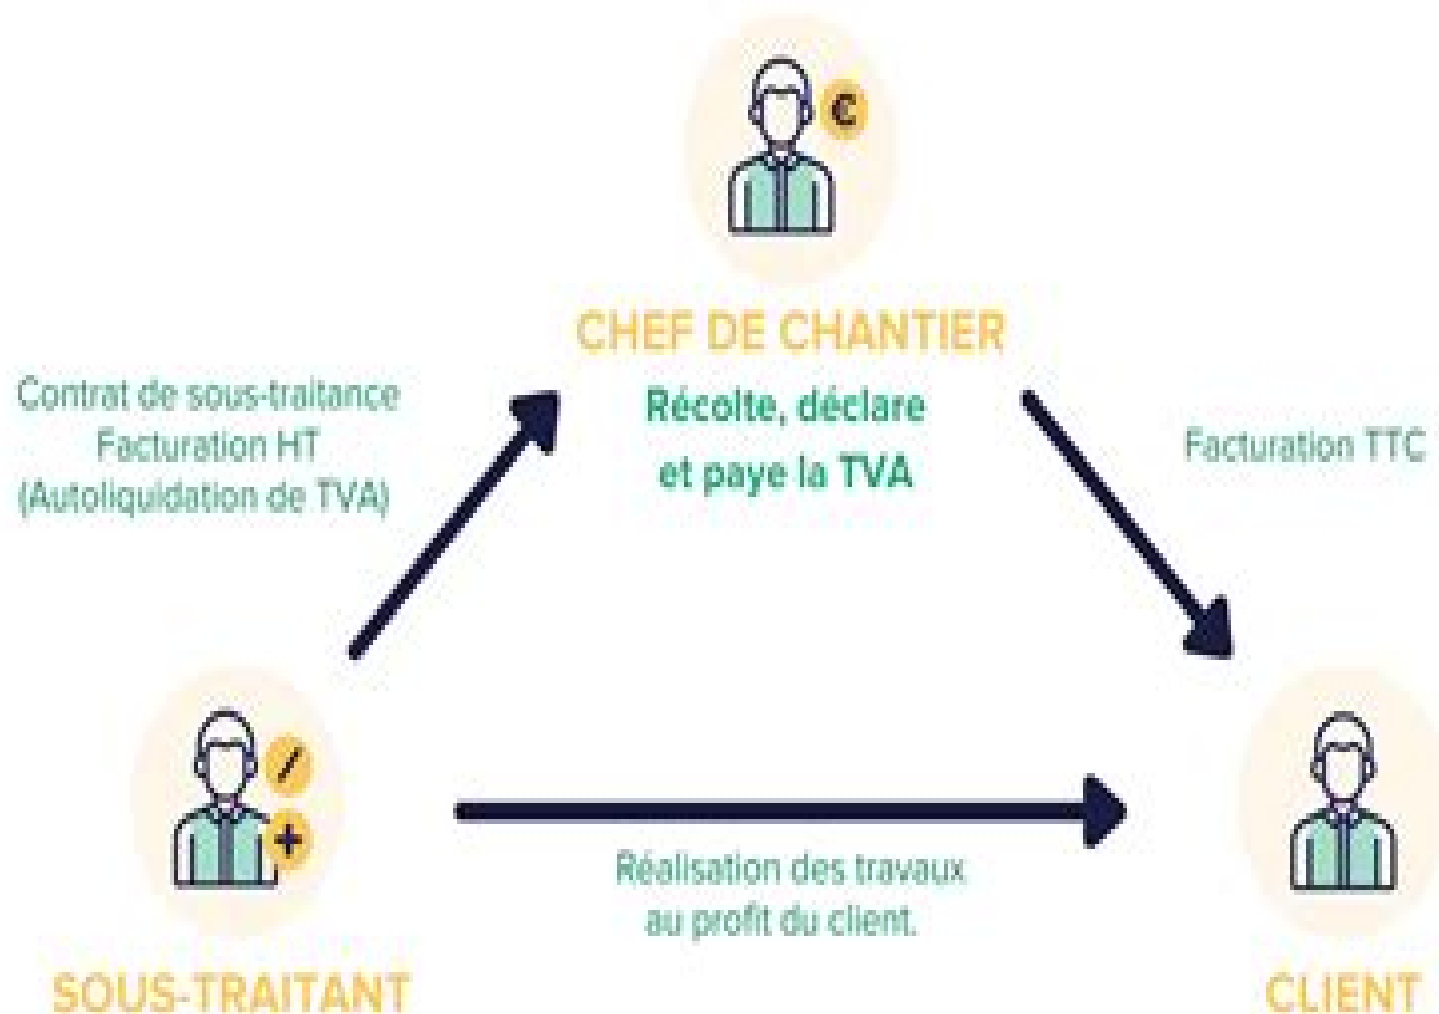 €
CHEF DE CHANTIER
Récolte, déclare
et paye la TVA
Contrat de sous-traitance
Facturation HT
(Autoliquidation de TVA)
Facturation TTC
Réalisation des travaux
au profit du client.
SOUS-TRAITANT
CLIENT